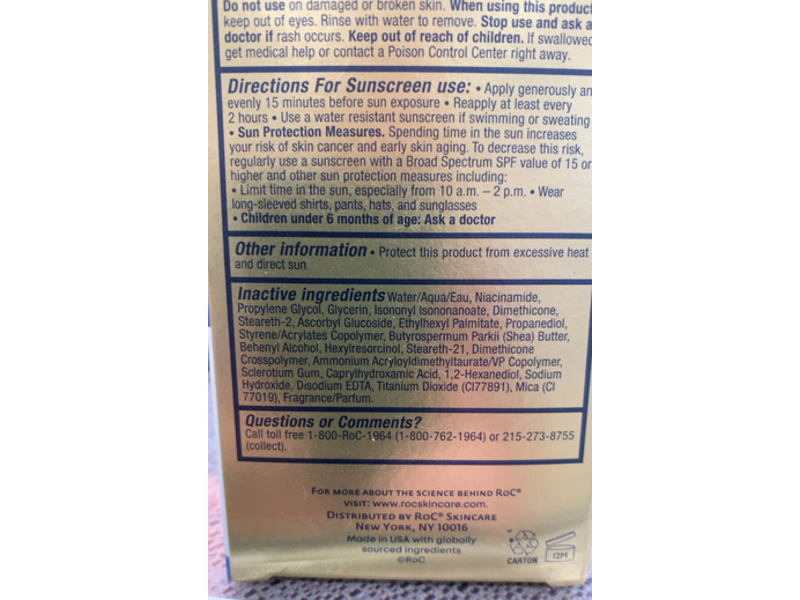 Do not use on damaged or broken skin. When using this product
keep out of eyes. Rinse with water to remove. Stop use and ask a
doctor if rash occurs. Keep out of reach of children. If swallowed
get medical help or contact a Poison Control Center right away.
Directions For Sunscreen use: • Apply generously an
evenly 15 minutes before sun exposure • Reapply at least every
2 hours • Use a water resistant sunscreen if swimming or sweating
• Sun Protection Measures. Spending time in the sun increases
your risk of skin cancer and early skin aging. To decrease this risk,
regularly use a sunscreen with a Broad Spectrum SPF value of 15 or
higher and other sun protection measures including:
• Limit time in the sun, especially from 10 a.m. – 2 p.m. • Wear
long-sleeved shirts, pants, hats, and sunglasses
• Children under 6 months of age: Ask a doctor
Other information • Protect this product from excessive heat
and direct sun
Inactive ingredients Water/Aqua/Eau, Niacinamide,
Propylene Glycol, Glycerin, Isononyl Isononanoate, Dimethicone,
Steareth-2, Ascorbyl Glucoside, Ethylhexyl Palmitate, Propanediol,
Styrene/Acrylates Copolymer, Butyrospermum Parkii (Shea) Butter,
Behenyl Alcohol, Hexylresorcinol, Steareth-21, Dimethicone
Crosspolymer, Ammonium Acryloyldimethyltaurate/VP Copolymer,
Sclerotium Gum, Caprylhydroxamic Acid, 1,2-Hexanediol, Sodium
Hydroxide, Disodium EDTA, Titanium Dioxide (CI77891), Mica (CI
77019), Fragrance/Parfum.
Questions or Comments?
Call toll free 1-800-RoC-1964 (1-800-762-1964) or 215-273-8755
(collect).
FOR MORE ABOUT THE SCIENCE BEHIND ROC®
VISIT: www.rocskincare.com.
DISTRIBUTED BY ROC® SKINCARE
NEW YORK, NY 10016
Made in USA with globally
sourced ingredients
©RoC
CARTON
12M